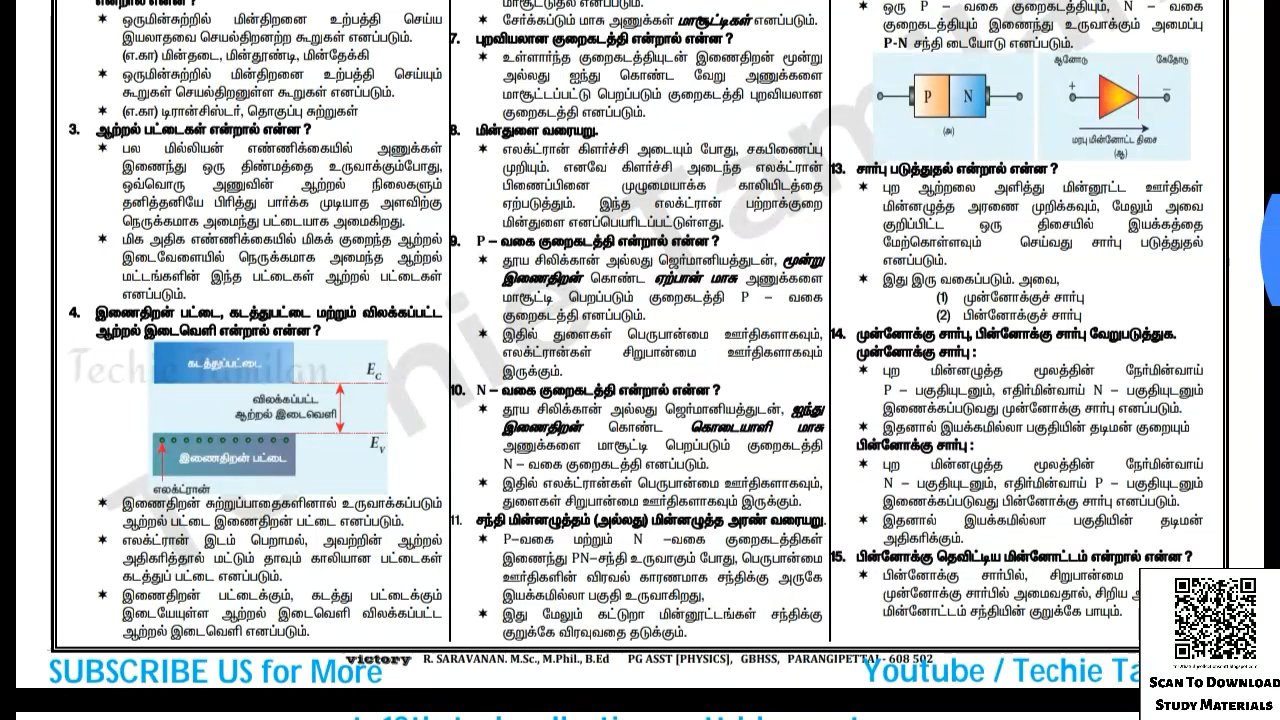 என்றால் என்ன ?
✶ ஒருமின்சுற்றில் மின்திறனை உற்பத்தி செய்ய
இயலாதவை செயல்திறனற்ற கூறுகள் எனப்படும்.
(எ.கா) மின்தடை, மின்தூண்டி, மின்தேக்கி
✶ ஒருமின்சுற்றில் மின்திறனை உற்பத்தி செய்யும்
கூறுகள் செயல்திறனுள்ள கூறுகள் எனப்படும்.
✶ (எ.கா) டிரான்சிஸ்டர், தொகுப்பு சுற்றுகள்
3. ஆற்றல் பட்டைகள் என்றால் என்ன ?
✶ பல மில்லியன் எண்ணிக்கையில் அணுக்கள்
இணைந்து ஒரு திண்மத்தை உருவாக்கும்போது,
ஒவ்வொரு அணுவின் ஆற்றல் நிலைகளும்
தனித்தனியே பிரித்து பார்க்க முடியாத அளவிற்கு
நெருக்கமாக அமைந்து பட்டையாக அமைகிறது.
✶ மிக அதிக எண்ணிக்கையில் மிகக் குறைந்த ஆற்றல்
இடைவேளையில் நெருக்கமாக அமைந்த ஆற்றல்
மட்டங்களின் இந்த பட்டைகள் ஆற்றல் பட்டைகள்
எனப்படும்.
4. இணைதிறன் பட்டை, கடத்துபட்டை மற்றும் விலக்கப்பட்ட
ஆற்றல் இடைவெளி என்றால் என்ன ?
Techie Tamilan
கடத்துப்பட்டை
E_C
விலக்கப்பட்ட
ஆற்றல் இடைவெளி
E_V
இணைதிறன் பட்டை
எலக்ட்ரான்
✶ இணைதிறன் சுற்றுப்பாதைகளினால் உருவாக்கப்படும்
ஆற்றல் பட்டை இணைதிறன் பட்டை எனப்படும்.
✶ எலக்ட்ரான் இடம் பெறாமல், அவற்றின் ஆற்றல்
அதிகரித்தால் மட்டும் தாவும் காலியான பட்டைகள்
கடத்துப் பட்டை எனப்படும்.
✶ இணைதிறன் பட்டைக்கும், கடத்து பட்டைக்கும்
இடையேயுள்ள ஆற்றல் இடைவெளி விலக்கப்பட்ட
ஆற்றல் இடைவெளி எனப்படும்.
மாசூட்டுதல் எனப்படும்.
✶ சேர்க்கப்படும் மாசு அணுக்கள் மாசூட்டிகள் எனப்படும்.
7. புறவியலான குறைகடத்தி என்றால் என்ன ?
✶ உள்ளார்ந்த குறைகடத்தியுடன் இணைதிறன் மூன்று
அல்லது ஐந்து கொண்ட வேறு அணுக்களை
மாசூட்டப்பட்டு பெறப்படும் குறைகடத்தி புறவியலான
குறைகடத்தி எனப்படும்.
8. மின்துளை வரையறு.
✶ எலக்ட்ரான் கிளர்ச்சி அடையும் போது, சகபிணைப்பு
முறியும். எனவே கிளர்ச்சி அடைந்த எலக்ட்ரான்
பிணைப்பினை முழுமையாக்க காலியிடத்தை
ஏற்படுத்தும். இந்த எலக்ட்ரான் பற்றாக்குறை
மின்துளை எனப்பெயரிடப்பட்டுள்ளது.
9. P – வகை குறைகடத்தி என்றால் என்ன ?
✶ தூய சிலிக்கான் அல்லது ஜெர்மானியத்துடன், மூன்று
இணைதிறன் கொண்ட ஏற்பான் மாசு அணுக்களை
மாசூட்டி பெறப்படும் குறைகடத்தி P – வகை
குறைகடத்தி எனப்படும்.
✶ இதில் துளைகள் பெருபான்மை ஊர்திகளாகவும்,
எலக்ட்ரான்கள் சிறுபான்மை ஊர்திகளாகவும்
இருக்கும்.
10. N – வகை குறைகடத்தி என்றால் என்ன ?
✶ தூய சிலிக்கான் அல்லது ஜெர்மானியத்துடன், ஐந்து
இணைதிறன் கொண்ட கொடையாளி மாசு
அணுக்களை மாசூட்டி பெறப்படும் குறைகடத்தி
N – வகை குறைகடத்தி எனப்படும்.
✶ இதில் எலக்ட்ரான்கள் பெருபான்மை ஊர்திகளாகவும்,
துளைகள் சிறுபான்மை ஊர்திகளாகவும் இருக்கும்.
11. சந்தி மின்னழுத்தம் (அல்லது) மின்னழுத்த அரண் வரையறு.
✶ P–வகை மற்றும் N –வகை குறைகடத்திகள்
இணைந்து PN–சந்தி உருவாகும் போது, பெருபான்மை
ஊர்திகளின் விரவல் காரணமாக சந்திக்கு அருகே
இயக்கமில்லா பகுதி உருவாகிறது,
✶ இது மேலும் கட்டுறா மின்னூட்டங்கள் சந்திக்கு
குறுக்கே விரவுவதை தடுக்கும்.
✶ ஒரு P – வகை குறைகடத்தியும், N – வகை
குறைகடத்தியும் இணைந்து உருவாக்கும் அமைப்பு
P-N சந்தி டையோடு எனப்படும்.
ஆனோடு கேதோடு
P N
+ –
(அ)
மரபு மின்னோட்ட திசை
(ஆ)
13. சார்பு படுத்துதல் என்றால் என்ன ?
✶ புற ஆற்றலை அளித்து மின்னூட்ட ஊர்திகள்
மின்னழுத்த அரணை முறிக்கவும், மேலும் அவை
குறிப்பிட்ட ஒரு திசையில் இயக்கத்தை
மேற்கொள்ளவும் செய்வது சார்பு படுத்துதல்
எனப்படும்.
✶ இது இரு வகைப்படும். அவை,
(1) முன்னோக்குச் சார்பு
(2) பின்னோக்குச் சார்பு
14. முன்னோக்கு சார்பு, பின்னோக்கு சார்பு வேறுபடுத்துக.
முன்னோக்கு சார்பு :
✶ புற மின்னழுத்த மூலத்தின் நேர்மின்வாய்
P – பகுதியுடனும், எதிர்மின்வாய் N – பகுதியுடனும்
இணைக்கப்படுவது முன்னோக்கு சார்பு எனப்படும்.
✶ இதனால் இயக்கமில்லா பகுதியின் தடிமன் குறையும்
பின்னோக்கு சார்பு :
✶ புற மின்னழுத்த மூலத்தின் நேர்மின்வாய்
N – பகுதியுடனும், எதிர்மின்வாய் P – பகுதியுடனும்
இணைக்கப்படுவது பின்னோக்கு சார்பு எனப்படும்.
✶ இதனால் இயக்கமில்லா பகுதியின் தடிமன்
அதிகரிக்கும்.
15. பின்னோக்கு தெவிட்டிய மின்னோட்டம் என்றால் என்ன ?
✶ பின்னோக்கு சார்பில், சிறுபான்மை
முன்னோக்கு சார்பில் அமைவதால், சிறிய
மின்னோட்டம் சந்தியின் குறுக்கே பாயும்.
victory R. SARAVANAN. M.Sc., M.Phil., B.Ed PG ASST [PHYSICS], GBHSS, PARANGIPETTAI - 608 502
SUBSCRIBE US for More
Youtube / Techie Ta
SCAN TO DOWNLOAD
STUDY MATERIALS